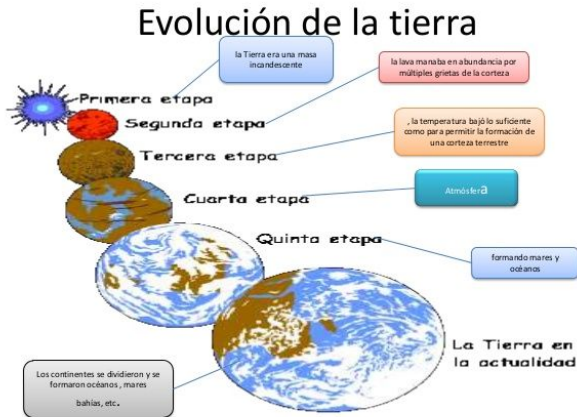 Evolución de la tierra
la Tierra era una masa
incandescente
Primera etapa
la lava manaba en abundancia por
múltiples grietas de la corteza
Segunda etapa
, la temperatura bajó lo suficiente
como para permitir la formación de
una corteza terrestre
Tercera etapa
Atmósfera
Cuarta etapa
Quinta etapa
formando mares y
océanos
La Tierra en
la actualidad
Los continentes se dividieron y se
formaron océanos , mares
bahías, etc.